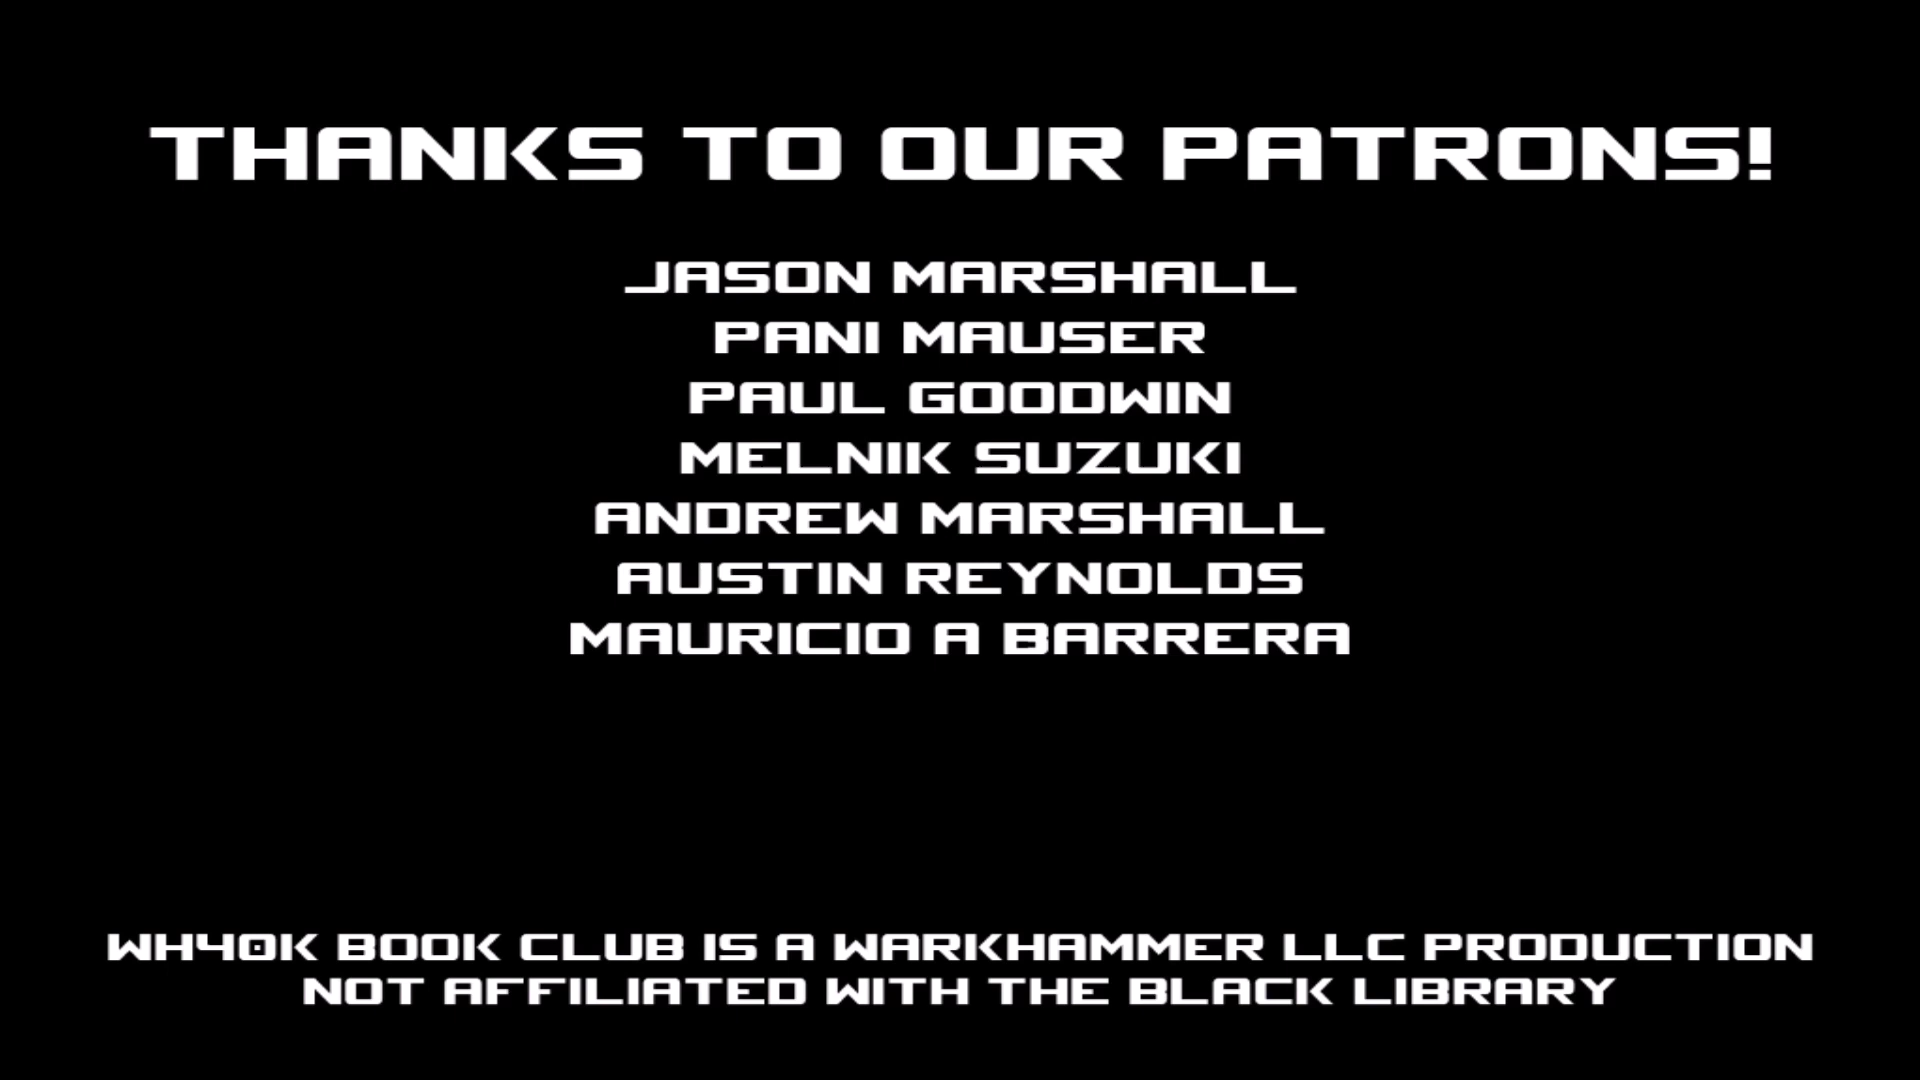 THANKS TO OUR PATRONS!
JASON MARSHALL
PANI MAUSER
PAUL GOODWIN
MELNIK SUZUKI
ANDREW MARSHALL
AUSTIN REYNOLDS
MAURICIO A BARRERA
WH40K BOOK CLUB IS A WARKHAMMER LLC PRODUCTION
NOT AFFILIATED WITH THE BLACK LIBRARY